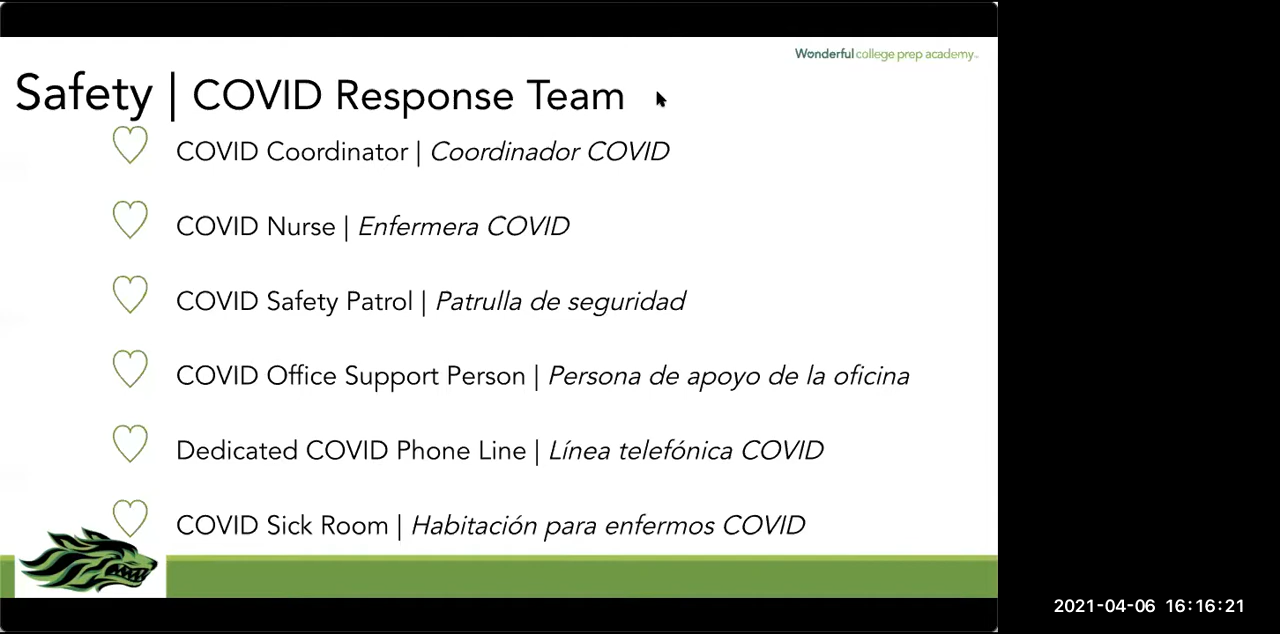 Wonderful college prep academy
Safety | COVID Response Team
COVID Coordinator | Coordinador COVID
COVID Nurse | Enfermera COVID
COVID Safety Patrol | Patrulla de seguridad
COVID Office Support Person | Persona de apoyo de la oficina
Dedicated COVID Phone Line | Línea telefónica COVID
COVID Sick Room | Habitación para enfermos COVID
2021-04-06 16:16:21